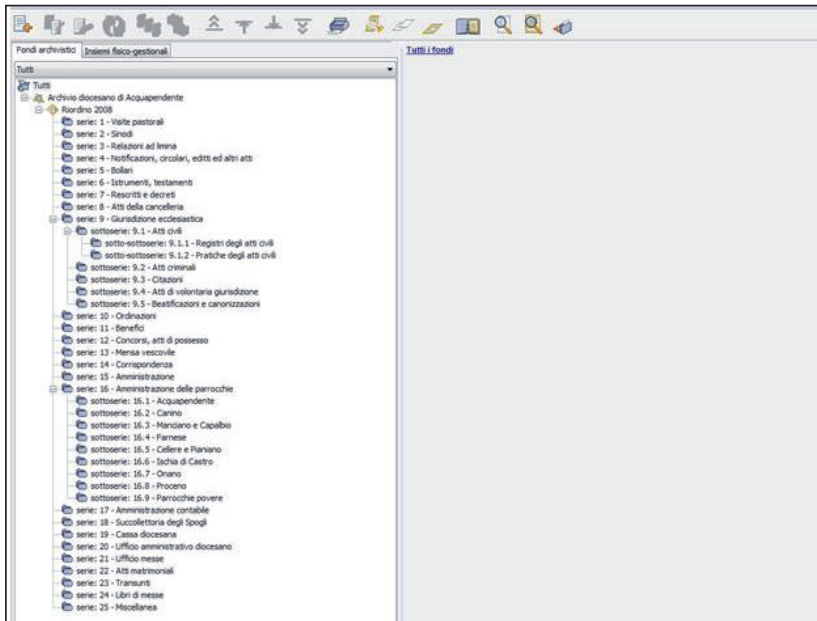 Fondi archivistici Insiemi fisico-gestionali
Tutti i fondi
Tutti
Tutti
Archivio diocesano di Acquapendente
Riordino 2008
serie: 1 - Visite pastorali
serie: 2 - Sinodi
serie: 3 - Relazioni ad limina
serie: 4 - Notificazioni, circolari, editti ed altri atti
serie: 5 - Bollari
serie: 6 - Istrumenti, testamenti
serie: 7 - Rescritti e decreti
serie: 8 - Atti della cancelleria
serie: 9 - Giurisdizione ecclesiastica
sottoserie: 9.1 - Atti civili
sotto-sottoserie: 9.1.1 - Registri degli atti civili
sotto-sottoserie: 9.1.2 - Pratiche degli atti civili
sottoserie: 9.2 - Atti criminali
sottoserie: 9.3 - Citazioni
sottoserie: 9.4 - Atti di volontaria giurisdizione
sottoserie: 9.5 - Beatificazioni e canonizzazioni
serie: 10 - Ordinazioni
serie: 11 - Benefici
serie: 12 - Concorsi, atti di possesso
serie: 13 - Mensa vescovile
serie: 14 - Corrispondenza
serie: 15 - Amministrazione
serie: 16 - Amministrazione delle parrocchie
sottoserie: 16.1 - Acquapendente
sottoserie: 16.2 - Canino
sottoserie: 16.3 - Manciano e Capalbio
sottoserie: 16.4 - Farnese
sottoserie: 16.5 - Cellere e Pianiano
sottoserie: 16.6 - Ischia di Castro
sottoserie: 16.7 - Onano
sottoserie: 16.8 - Proceno
sottoserie: 16.9 - Parrocchie povere
serie: 17 - Amministrazione contabile
serie: 18 - Succollettoria degli Spogli
serie: 19 - Cassa diocesana
serie: 20 - Ufficio amministrativo diocesano
serie: 21 - Ufficio messe
serie: 22 - Atti matrimoniali
serie: 23 - Transunti
serie: 24 - Libri di messe
serie: 25 - Miscellanea